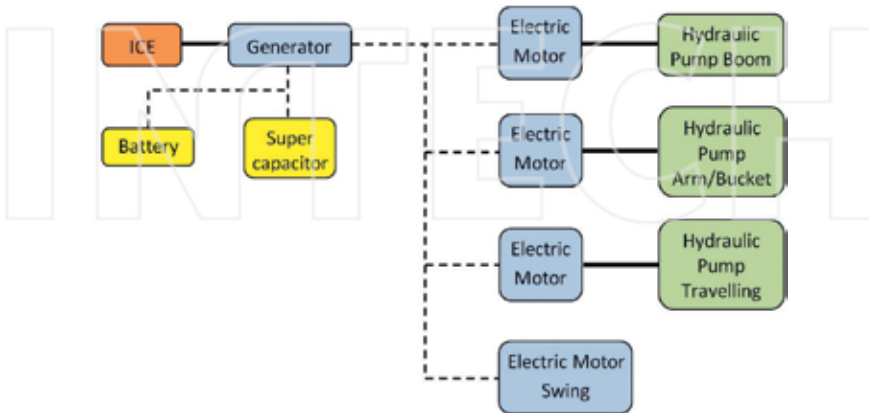 INTECH
ICE
Generator
Battery
Super
capacitor
Electric
Motor
Hydraulic
Pump Boom
Electric
Motor
Hydraulic
Pump
Arm/Bucket
Electric
Motor
Hydraulic
Pump
Travelling
Electric Motor
Swing